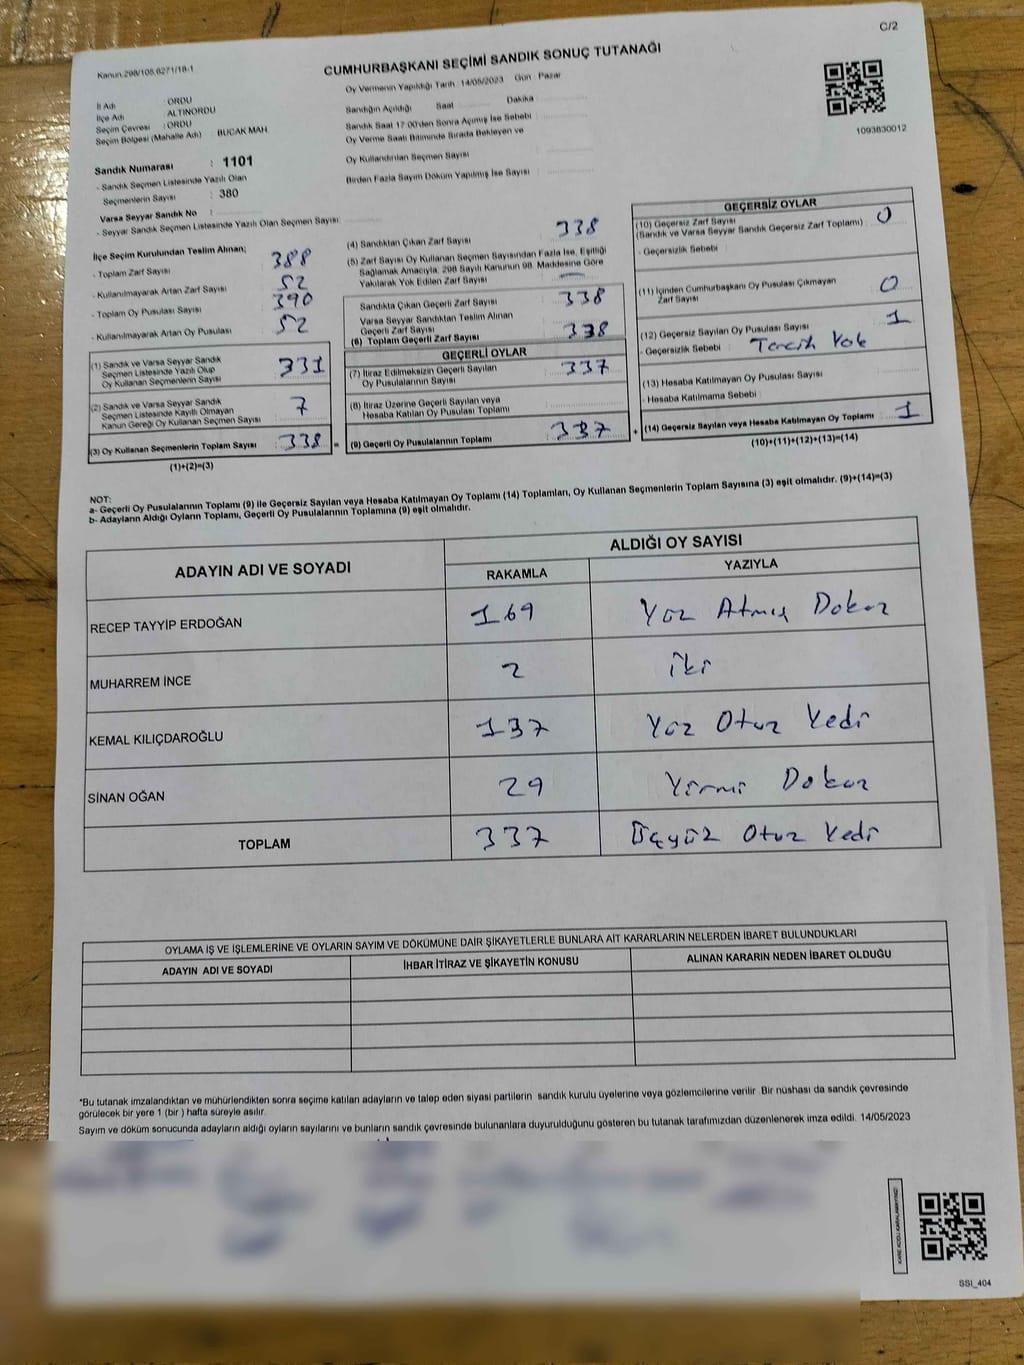 C/2
Kanun:298/105,6271/18-1
CUMHURBAŞKANI SEÇİMİ SANDIK SONUÇ TUTANAĞI
Oy Vermenin Yapıldığı Tarih : 14/05/2023 Gün : Pazar
İl Adı : ORDU
İlçe Adı : ALTINORDU
Seçim Çevresi : ORDU
Seçim Bölgesi (Mahalle Adı) : BUCAK MAH.
Sandık Numarası : 1101
- Sandık Seçmen Listesinde Yazılı Olan
Seçmenlerin Sayısı : 380
Varsa Seyyar Sandık No :
- Seyyar Sandık Seçmen Listesinde Yazılı Olan Seçmen Sayısı:
Sandığın Açıldığı Saat Dakika :
Sandık Saat 17:00'den Sonra Açılmış İse Sebebi :
Oy Verme Saati Bitiminde Sırada Bekleyen ve
Oy Kullandırılan Seçmen Sayısı :
Birden Fazla Sayım Döküm Yapılmış İse Sayısı :
1093830012
İlçe Seçim Kurulundan Teslim Alınan;
- Toplam Zarf Sayısı 388
- Kullanılmayarak Artan Zarf Sayısı 52
- Toplam Oy Pusulası Sayısı 390
- Kullanılmayarak Artan Oy Pusulası 52
(1) Sandık ve Varsa Seyyar Sandık
Seçmen Listesinde Yazılı Olup
Oy Kullanan Seçmenlerin Sayısı 331
(2) Sandık ve Varsa Seyyar Sandık
Seçmen Listesinde Kayıtlı Olmayan
Kanun Gereği Oy Kullanan Seçmen Sayısı 7
(3) Oy Kullanan Seçmenlerin Toplam Sayısı 338 =
(1)+(2)=(3)
(4) Sandıktan Çıkan Zarf Sayısı 338
(5) Zarf Sayısı Oy Kullanan Seçmen Sayısından Fazla İse, Eşitliği
Sağlamak Amacıyla, 298 Sayılı Kanunun 98. Maddesine Göre
Yakılarak Yok Edilen Zarf Sayısı : —
Sandıkta Çıkan Geçerli Zarf Sayısı : 338
Varsa Seyyar Sandıktan Teslim Alınan
Geçerli Zarf Sayısı
(6) Toplam Geçerli Zarf Sayısı : 338
GEÇERLİ OYLAR
(7) İtiraz Edilmeksizin Geçerli Sayılan
Oy Pusulalarının Sayısı 337
(8) İtiraz Üzerine Geçerli Sayılan veya
Hesaba Katılan Oy Pusulası Toplamı
(9) Geçerli Oy Pusulalarının Toplamı : 337 +
GEÇERSİZ OYLAR
(10) Geçersiz Zarf Sayısı
(Sandık ve Varsa Seyyar Sandık Geçersiz Zarf Toplamı) 0
- Geçersizlik Sebebi :
(11) İçinden Cumhurbaşkanı Oy Pusulası Çıkmayan
Zarf Sayısı 0
(12) Geçersiz Sayılan Oy Pusulası Sayısı 1
- Geçersizlik Sebebi : Tercih Yok
(13) Hesaba Katılmayan Oy Pusulası Sayısı
- Hesaba Katılmama Sebebi
(14) Geçersiz Sayılan veya Hesaba Katılmayan Oy Toplamı : 1
(10)+(11)+(12)+(13)=(14)
NOT:
a- Geçerli Oy Pusulalarının Toplamı (9) ile Geçersiz Sayılan veya Hesaba Katılmayan Oy Toplamı (14) Toplamları, Oy Kullanan Seçmenlerin Toplam Sayısına (3) eşit olmalıdır. (9)+(14)=(3)
b- Adayların Aldığı Oyların Toplamı, Geçerli Oy Pusulalarının Toplamına (9) eşit olmalıdır.
ADAYIN ADI VE SOYADI ALDIĞI OY SAYISI
RAKAMLA YAZIYLA
RECEP TAYYİP ERDOĞAN 169 Yüz Atmış Dokuz
MUHARREM İNCE 2 İki
KEMAL KILIÇDAROĞLU 137 Yüz Otuz Yedi
SİNAN OĞAN 29 Yirmi Dokuz
TOPLAM 337 Üçyüz Otuz Yedi
OYLAMA İŞ VE İŞLEMLERİNE VE OYLARIN SAYIM VE DÖKÜMÜNE DAİR ŞİKAYETLERLE BUNLARA AİT KARARLARIN NELERDEN İBARET BULUNDUKLARI
ADAYIN ADI VE SOYADI İHBAR İTİRAZ VE ŞİKAYETİN KONUSU ALINAN KARARIN NEDEN İBARET OLDUĞU
*Bu tutanak imzalandıktan ve mühürlendikten sonra seçime katılan adayların ve talep eden siyasi partilerin sandık kurulu üyelerine veya gözlemcilerine verilir. Bir nüshası da sandık çevresinde
görülecek bir yere 1 (bir ) hafta süreyle asılır.
Sayım ve döküm sonucunda adayların aldığı oyların sayılarını ve bunların sandık çevresinde bulunanlara duyurulduğunu gösteren bu tutanak tarafımızdan düzenlenerek imza edildi. 14/05/2023
KARE KODU KARALAMAYINIZ!
SSI_404